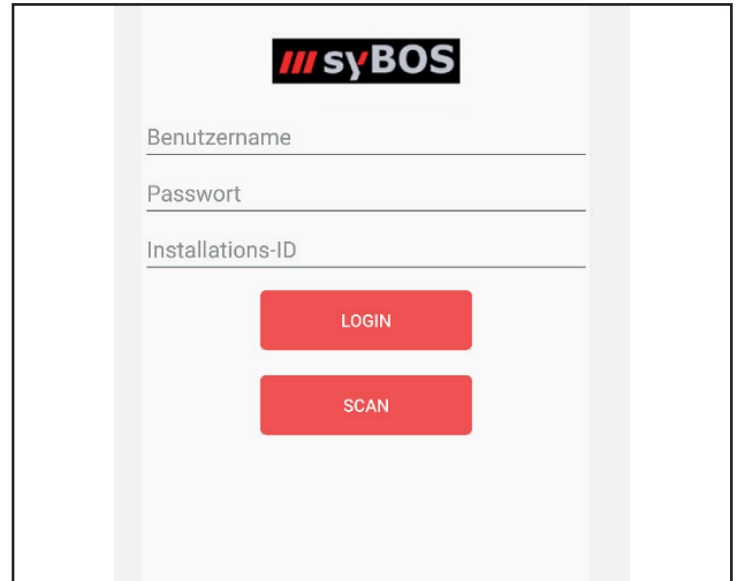 syBOS
Benutzername
Passwort
Installations-ID
LOGIN
SCAN